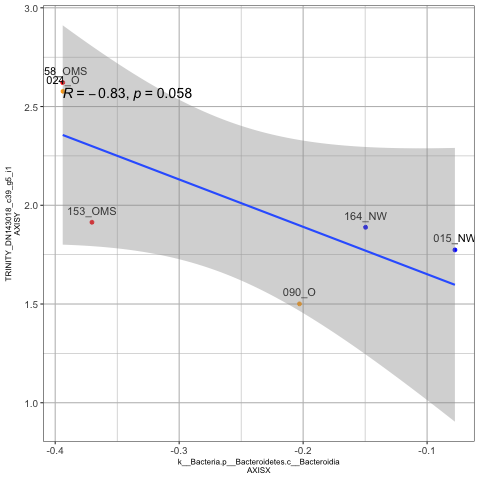 3.0
58_OMS
024_O
R = −0.83, p = 0.058
2.5
153_OMS
2.0
164_NW
015_NW
090_O
1.5
1.0
TRINITY_DN143018_c39_g5_i1
AXISY
-0.4
-0.3
-0.2
-0.1
k__Bacteria.p__Bacteroidetes.c__Bacteroidia
AXISX